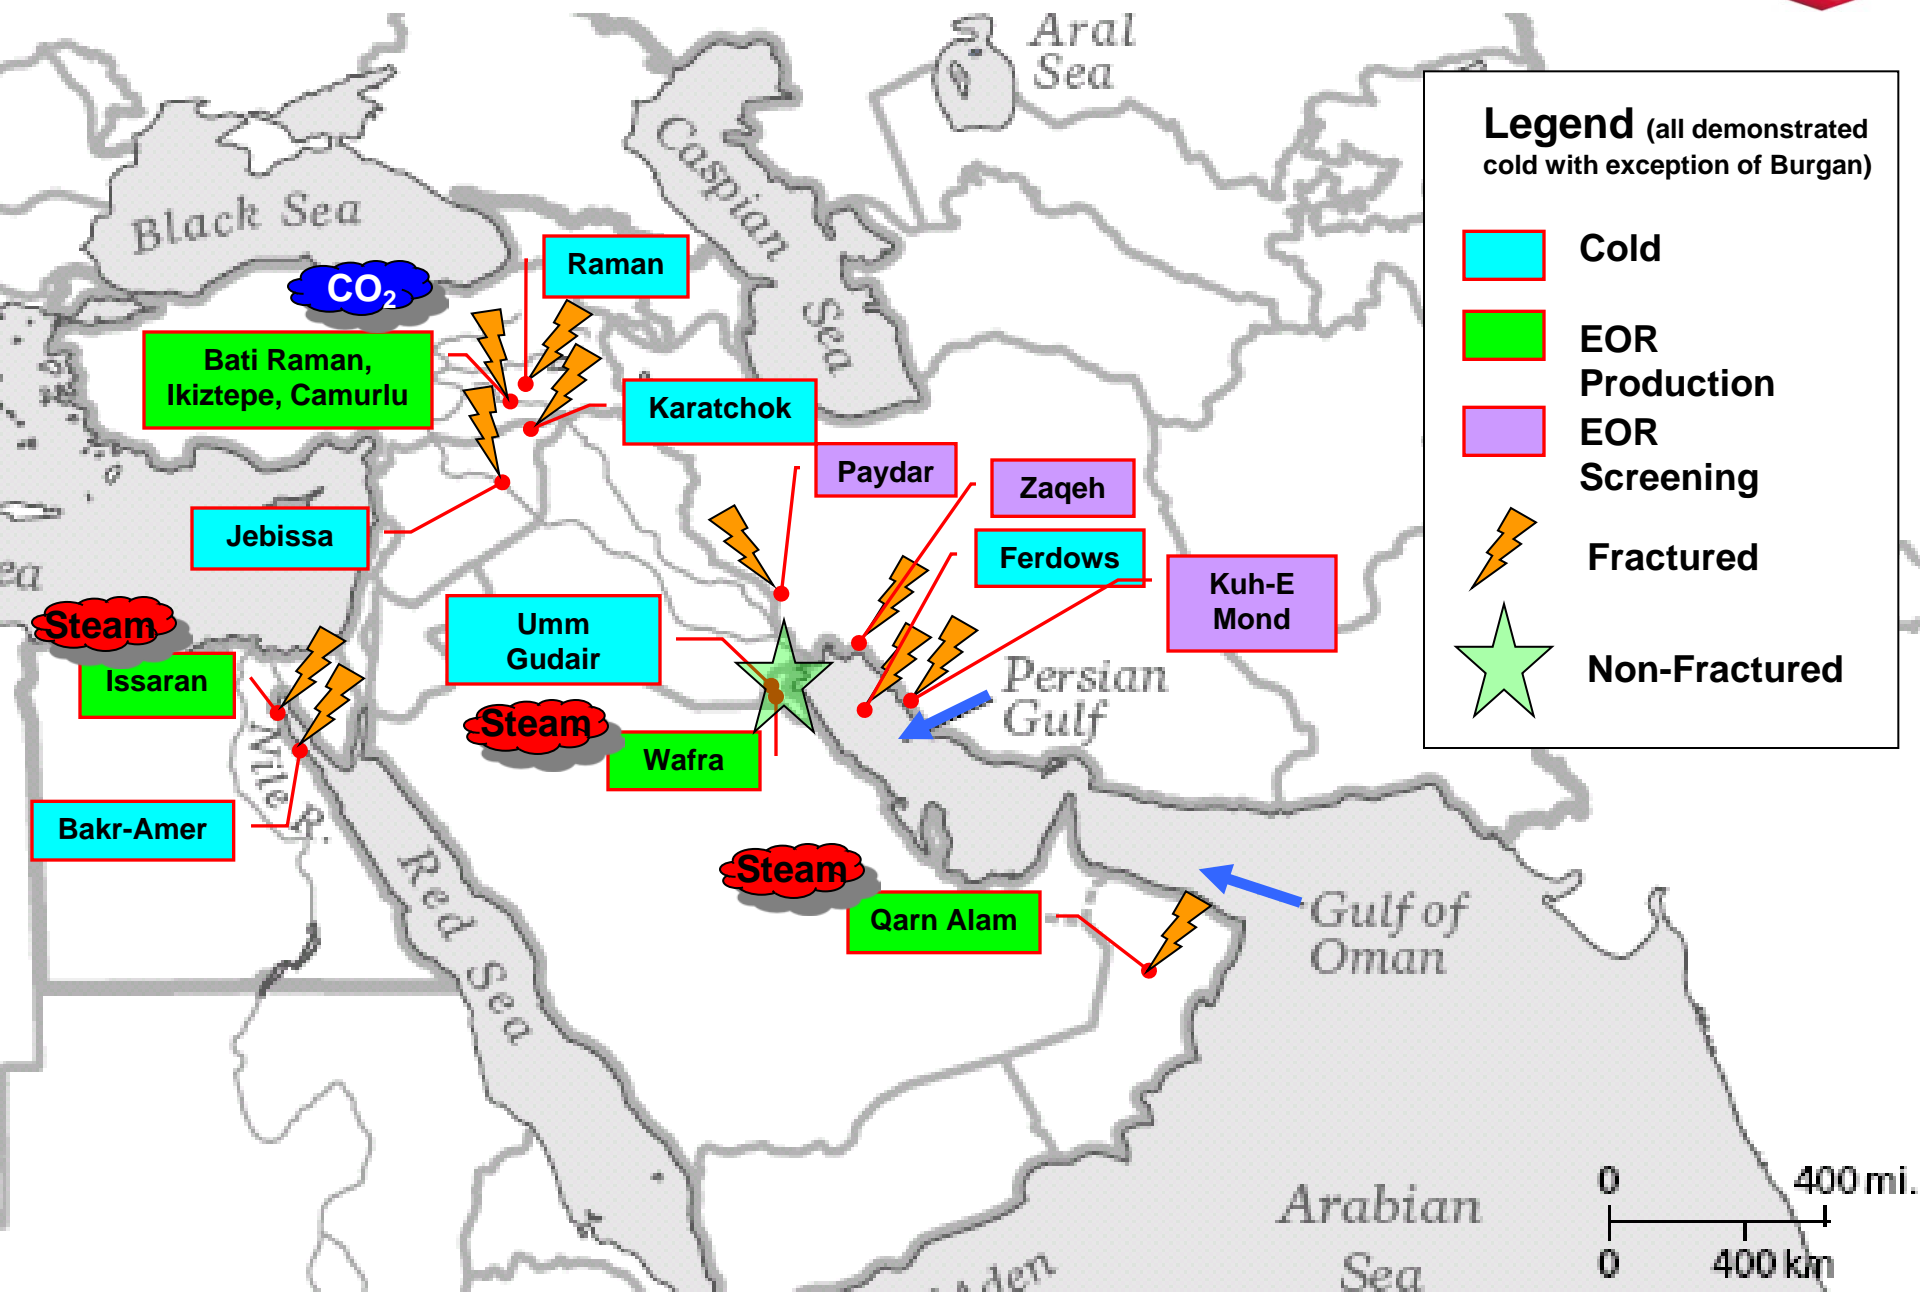 Aral
Sea
Caspian
Sea
Black Sea
Legend (all demonstrated
cold with exception of Burgan)
Cold
EOR
Production
EOR
Screening
Fractured
Non-Fractured
CO2
Raman
Bati Raman,
Ikiztepe, Camurlu
Karatchok
Paydar
Zaqeh
Jebissa
Ferdows
Kuh-E
Mond
ea
Steam
Issaran
Umm
Gudair
Persian
Gulf
Steam
Wafra
Nile R.
Bakr-Amer
Red Sea
Steam
Qarn Alam
Gulf of
Oman
Arabian
Sea
Aden
0 400 mi.
0 400 km